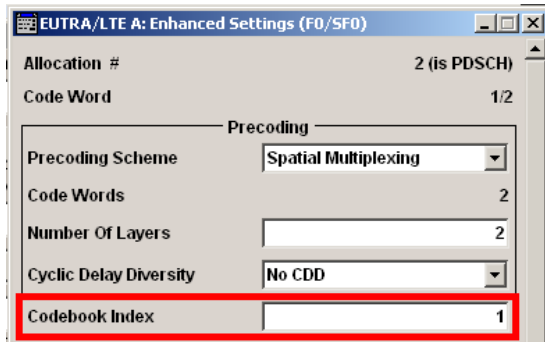 EUTRA/LTE A: Enhanced Settings (F0/SF0)
Allocation # 2 (is PDSCH)
Code Word 1/2
Precoding
Precoding Scheme Spatial Multiplexing
Code Words 2
Number Of Layers 2
Cyclic Delay Diversity No CDD
Codebook Index 1